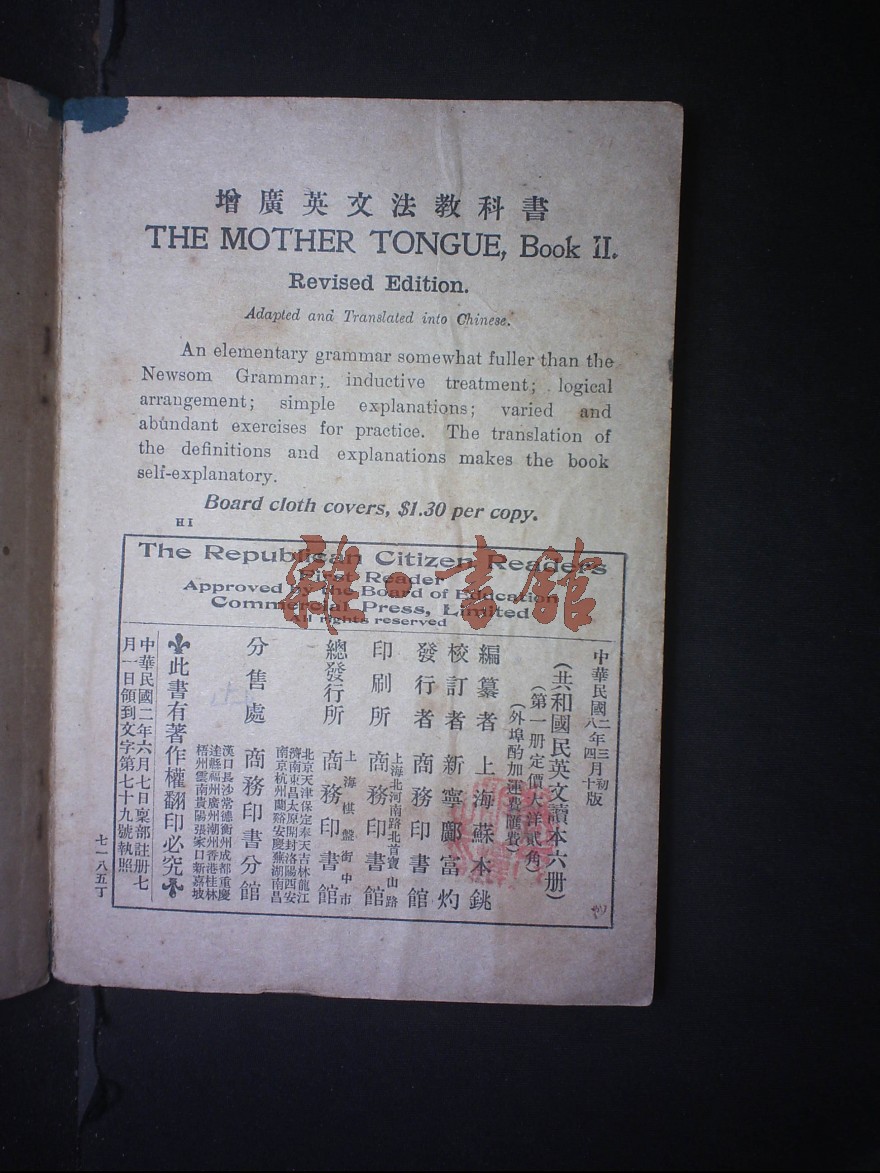 增廣英文法教科書
THE MOTHER TONGUE, Book II.
Revised Edition.
Adapted and Translated into Chinese.
An elementary grammar somewhat fuller than the
Newsom Grammar; inductive treatment; logical
arrangement; simple explanations; varied and
abundant exercises for practice. The translation of
the definitions and explanations makes the book
self-explanatory.
Board cloth covers, $1.30 per copy.
HI
The Republican Citizen Readers
First Reader
Approved by the Board of Education
Commercial Press, Limited
All rights reserved
雜·書館
中華民國二年三月初版
八年四月十版
(共和國民英文讀本六册)
(第一册定價大洋貳角)
(外埠酌加運費匯費)
編纂者 上海蘇本銚
校訂者 新寧鄺富灼
發行者 商務印書館
上海北河南路北首寶山路
印刷所 商務印書館
上海棋盤街中市
總發行所 商務印書館
北京天津保定奉天吉林龍江
濟南東昌太原開封洛陽西安
南京杭州蘭谿安慶蕪湖南昌
分售處 商務印書分館
漢口長沙常德衡州成都重慶
達縣福州廣州潮州香港桂林
梧州雲南貴陽張家口新嘉坡
此書有著作權翻印必究
中華民國二年六月七日稟部註册七
月一日領到文字第七十九號執照
七一八五丁